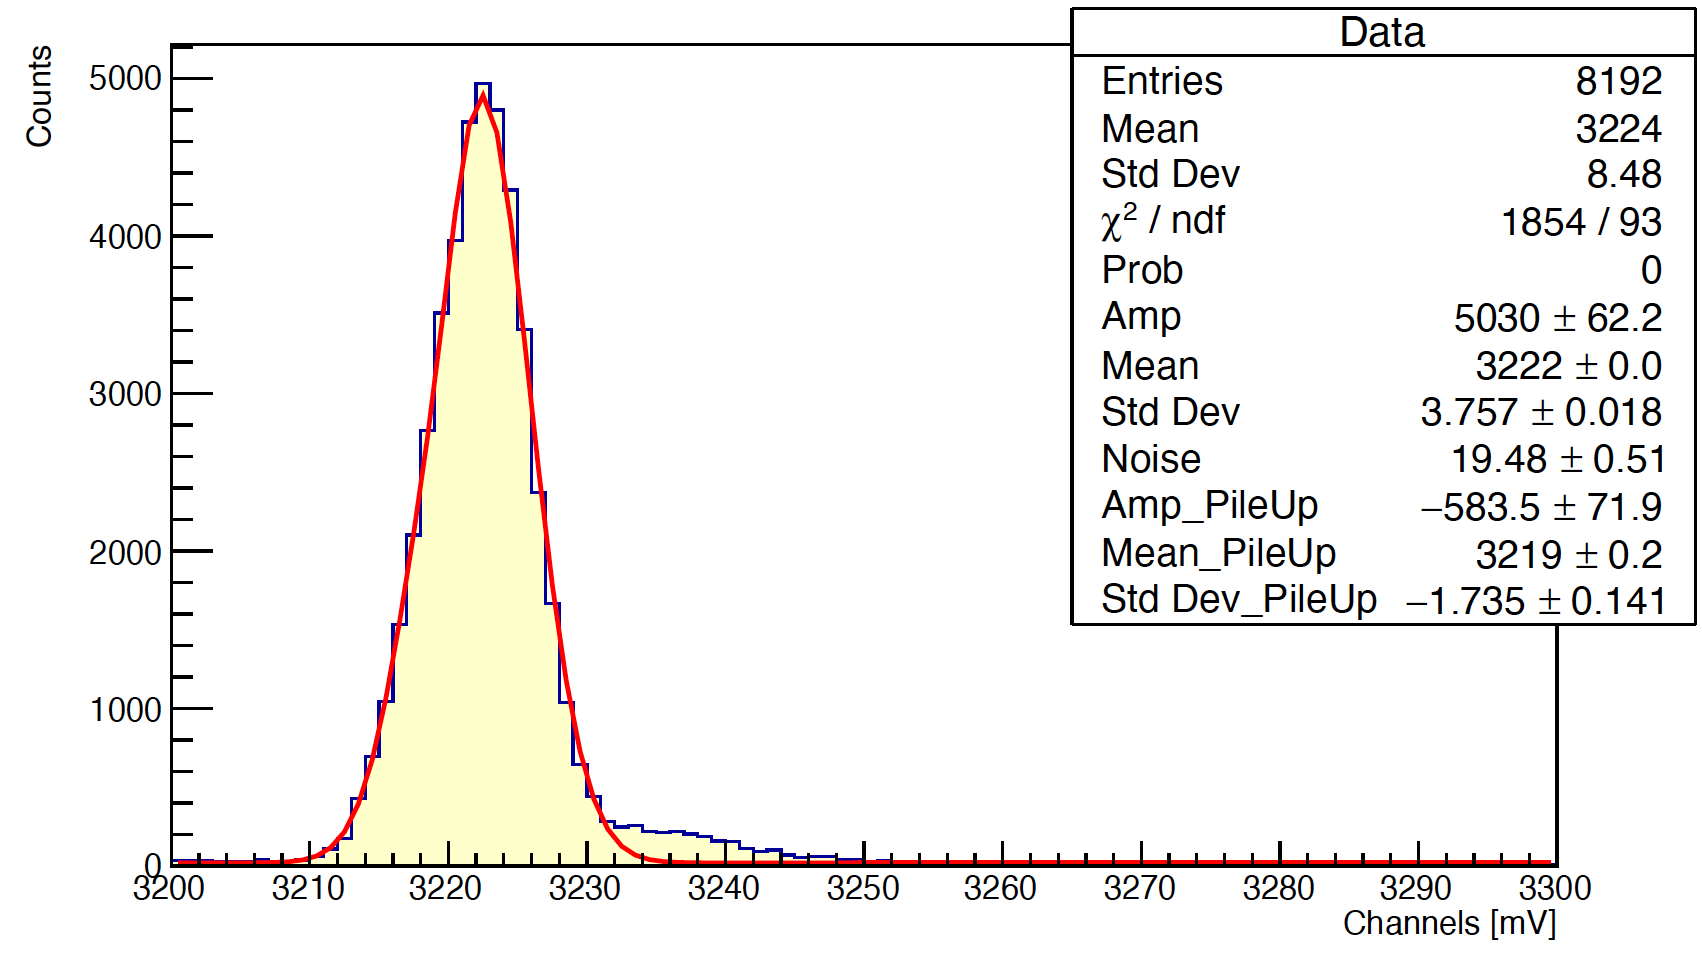 Counts
5000
4000
3000
2000
1000
0
3200 3210 3220 3230 3240 3250 3260 3270 3280 3290 3300
Channels [mV]
Data
Entries 8192
Mean 3224
Std Dev 8.48
χ² / ndf 1854 / 93
Prob 0
Amp 5030 ± 62.2
Mean 3222 ± 0.0
Std Dev 3.757 ± 0.018
Noise 19.48 ± 0.51
Amp_PileUp −583.5 ± 71.9
Mean_PileUp 3219 ± 0.2
Std Dev_PileUp −1.735 ± 0.141